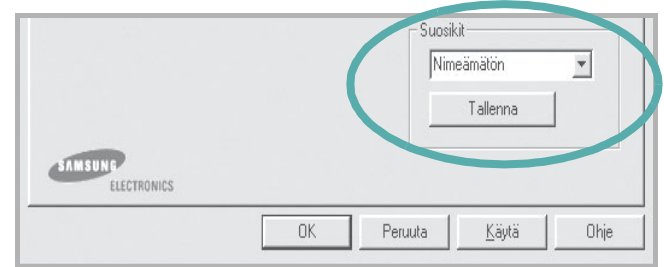 Suosikit
Nimeämätön
Tallenna
SAMSUNG
ELECTRONICS
OK Peruuta Käytä Ohje